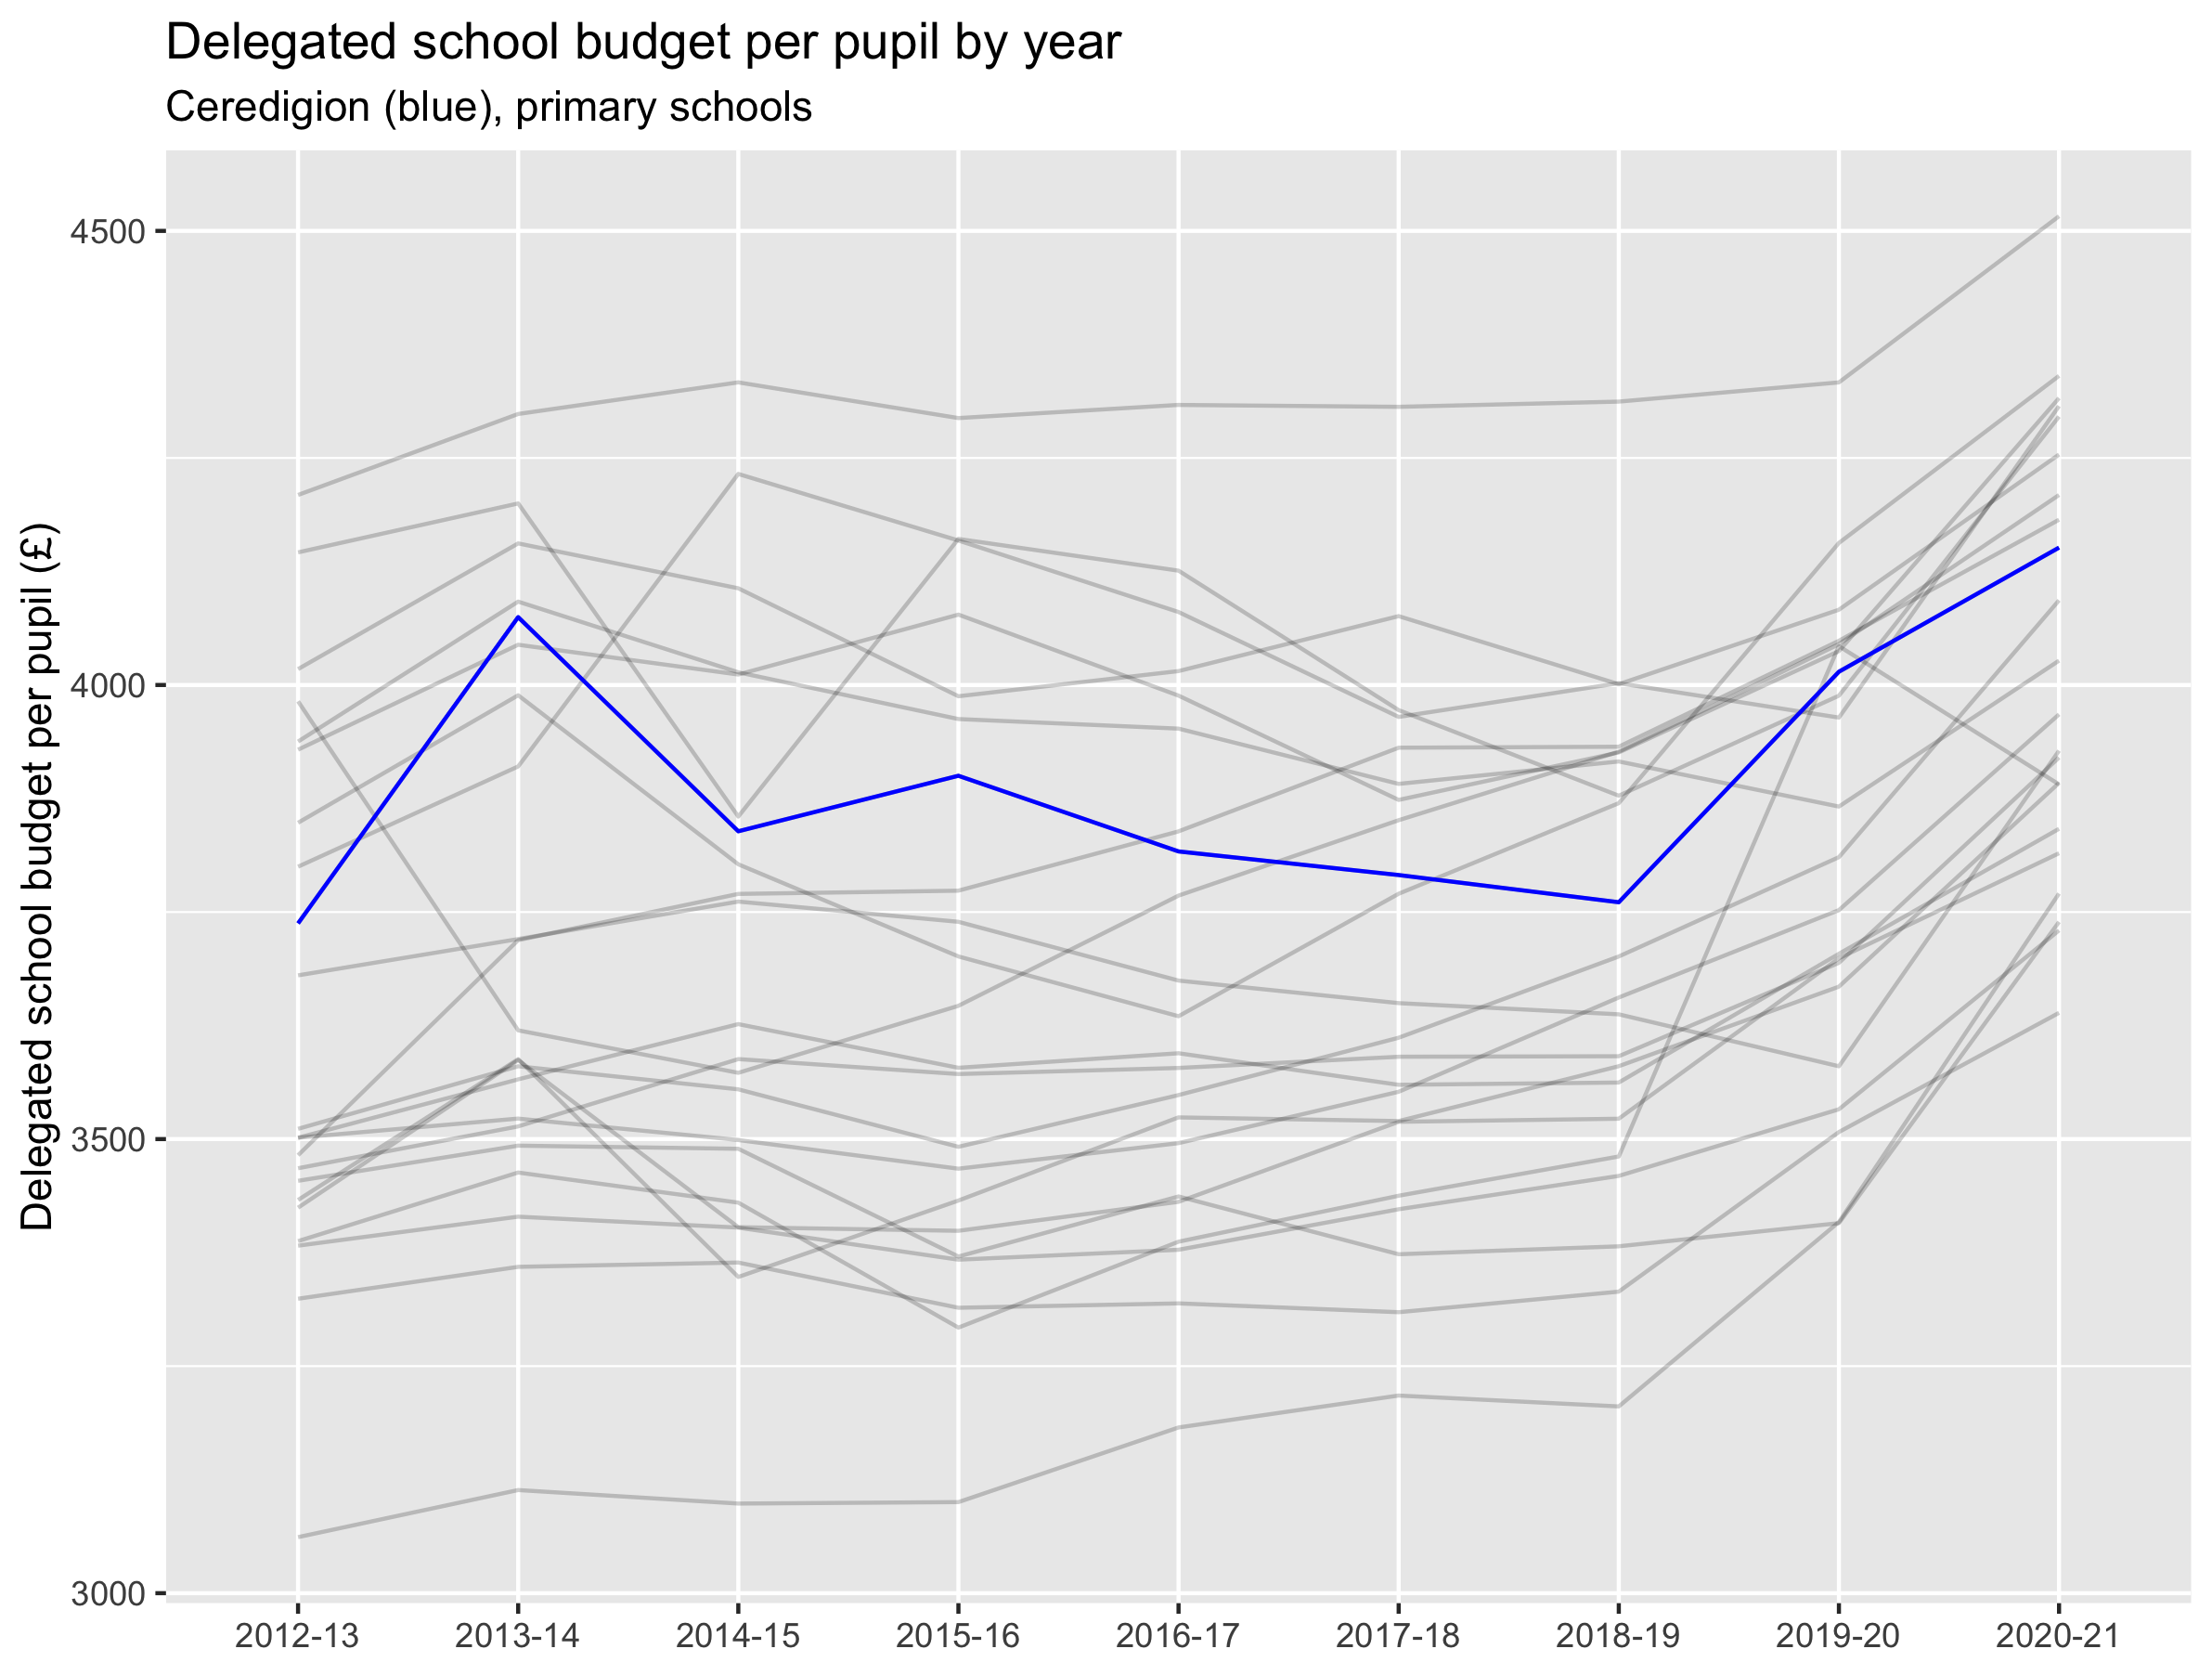 Delegated school budget per pupil by year
Ceredigion (blue), primary schools
Delegated school budget per pupil (£)
4500
4000
3500
3000
2012-13 2013-14 2014-15 2015-16 2016-17 2017-18 2018-19 2019-20 2020-21